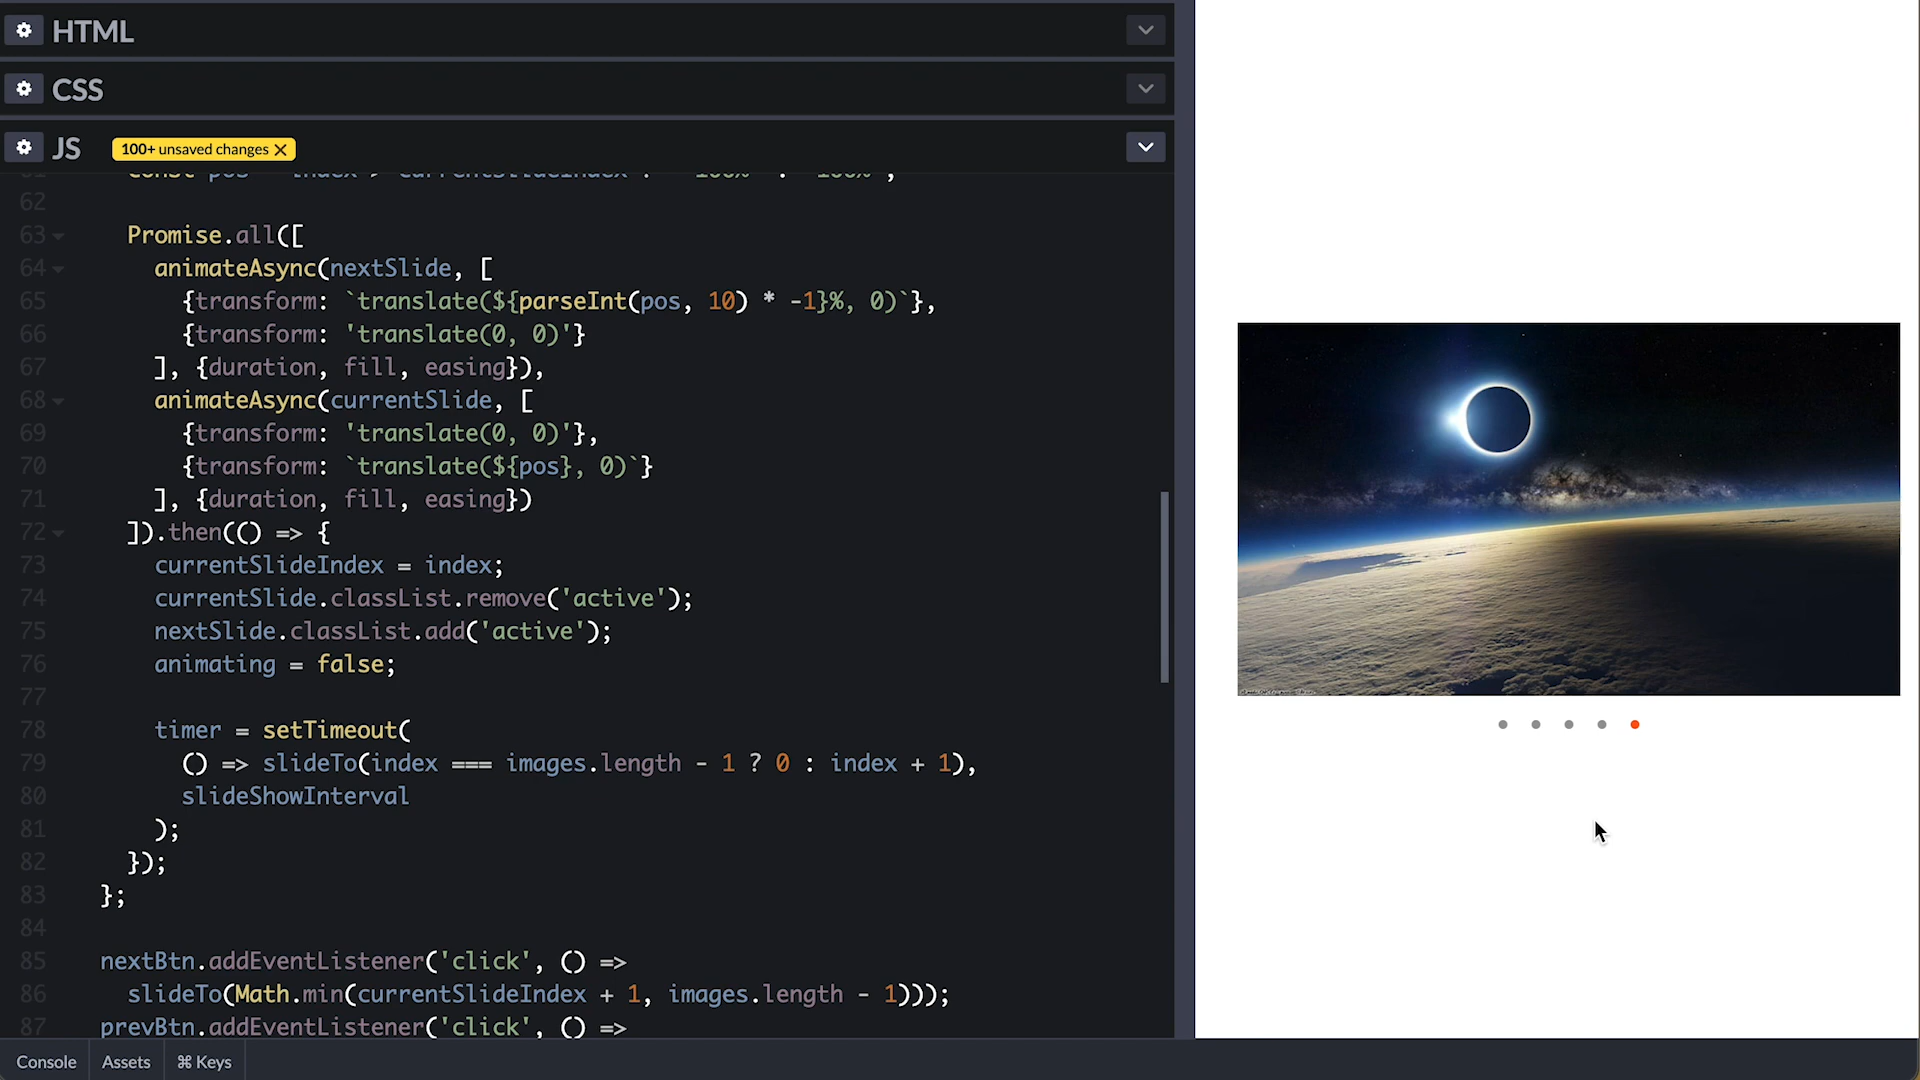 HTML
CSS
JS 100+ unsaved changes
62
63 Promise.all([
64 animateAsync(nextSlide, [
65 {transform: `translate(${parseInt(pos, 10) * -1}%, 0)`},
66 {transform: 'translate(0, 0)'}
67 ], {duration, fill, easing}),
68 animateAsync(currentSlide, [
69 {transform: 'translate(0, 0)'},
70 {transform: `translate(${pos}, 0)`}
71 ], {duration, fill, easing})
72 ]).then(() => {
73 currentSlideIndex = index;
74 currentSlide.classList.remove('active');
75 nextSlide.classList.add('active');
76 animating = false;
77
78 timer = setTimeout(
79 () => slideTo(index === images.length - 1 ? 0 : index + 1),
80 slideShowInterval
81 );
82 });
83 };
84
85 nextBtn.addEventListener('click', () =>
86 slideTo(Math.min(currentSlideIndex + 1, images.length - 1)));
87 prevBtn.addEventListener('click', () =>
Console Assets ⌘ Keys